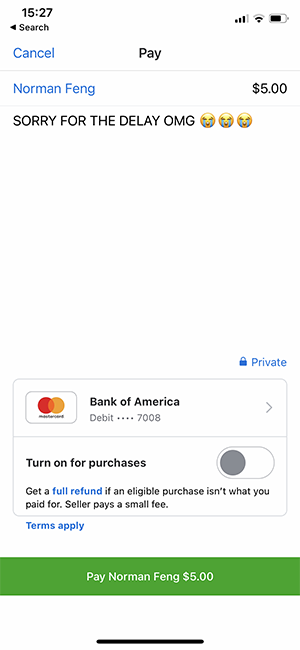 15:27
Search
Cancel Pay
Norman Feng $5.00
SORRY FOR THE DELAY OMG 😭😭😭
Private
Bank of America
mastercard
Debit •••• 7008
Turn on for purchases
Get a full refund if an eligible purchase isn't what you
paid for. Seller pays a small fee.
Terms apply
Pay Norman Feng $5.00